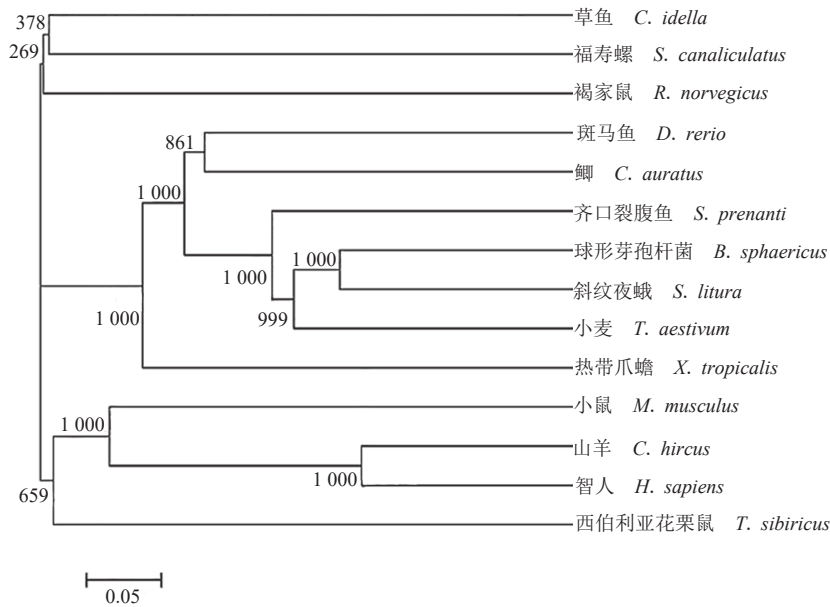 378
草鱼 C. idella
269
福寿螺 S. canaliculatus
褐家鼠 R. norvegicus
斑马鱼 D. rerio
861
鲫 C. auratus
1 000
齐口裂腹鱼 S. prenanti
球形芽孢杆菌 B. sphaericus
1 000
1 000
斜纹夜蛾 S. litura
1 000
999
小麦 T. aestivum
热带爪蟾 X. tropicalis
小鼠 M. musculus
1 000
山羊 C. hircus
1 000
智人 H. sapiens
659
西伯利亚花栗鼠 T. sibiricus
0.05